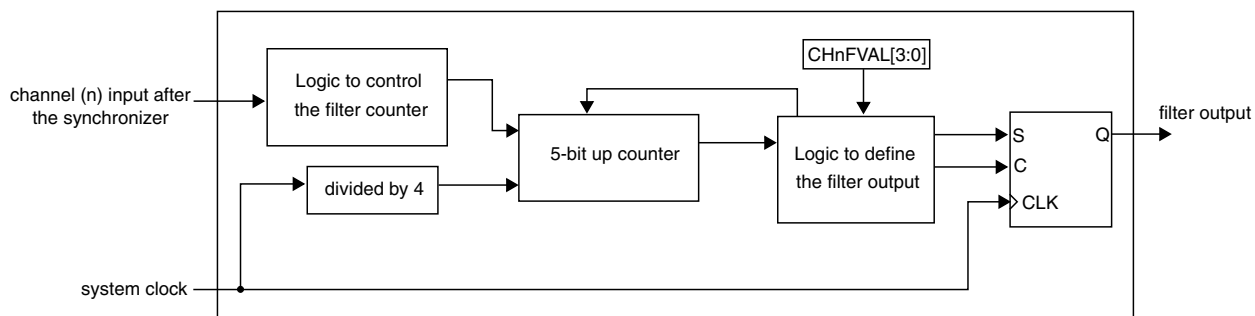 channel (n) input after
the synchronizer
Logic to control
the filter counter
divided by 4
5-bit up counter
CHnFVAL[3:0]
Logic to define
the filter output
S
C
CLK
Q
filter output
system clock